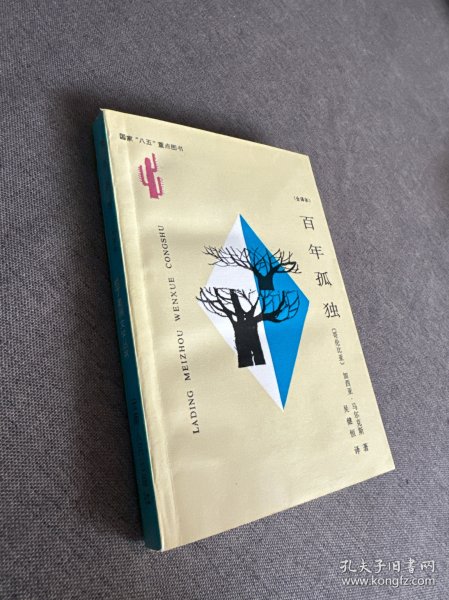 国家“八五”重点图书
LADING MEIZHOU WENXUE CONGSHU
（全译本）
百年孤独
〔哥伦比亚〕 加西亚·马尔克斯 著
吴健恒 译
孔夫子旧书网
www.kongfz.com